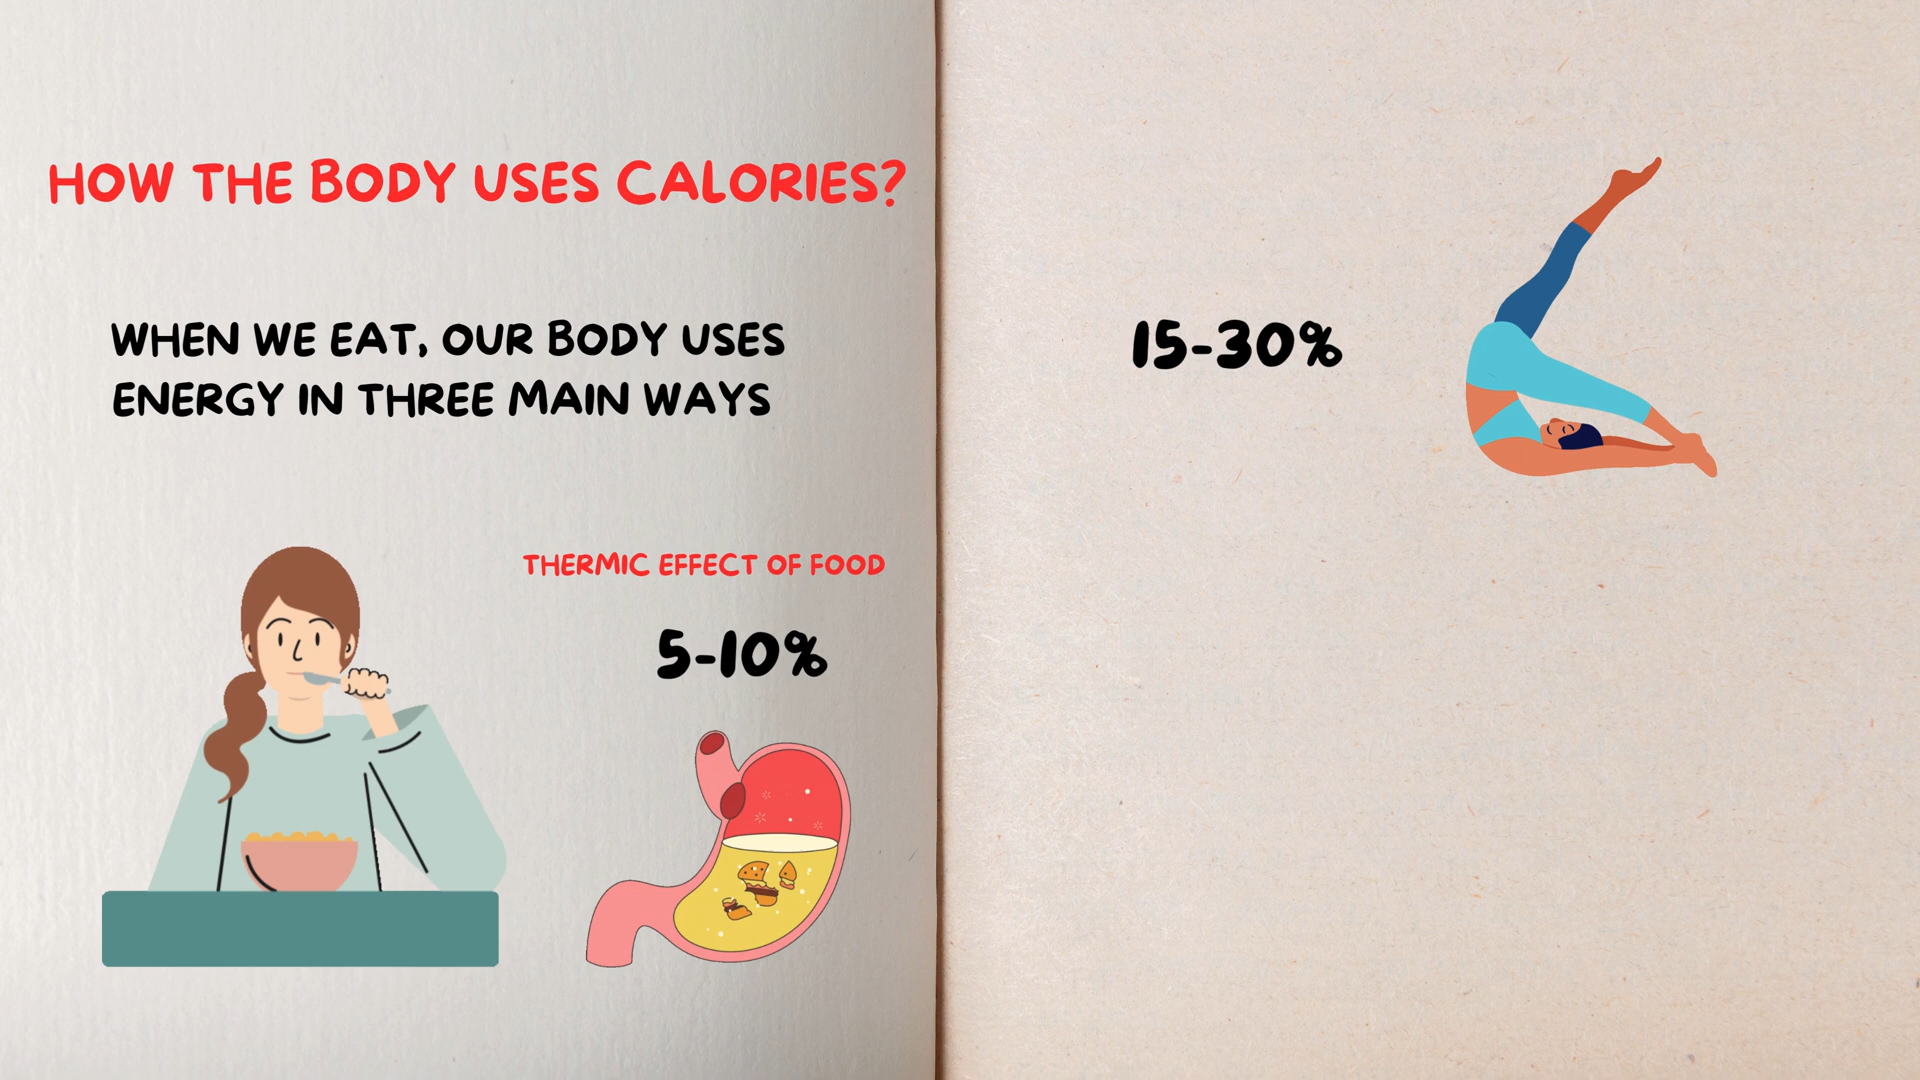 HOW THE BODY USES CALORIES?
WHEN WE EAT, OUR BODY USES
ENERGY IN THREE MAIN WAYS
THERMIC EFFECT OF FOOD
5-10%
15-30%